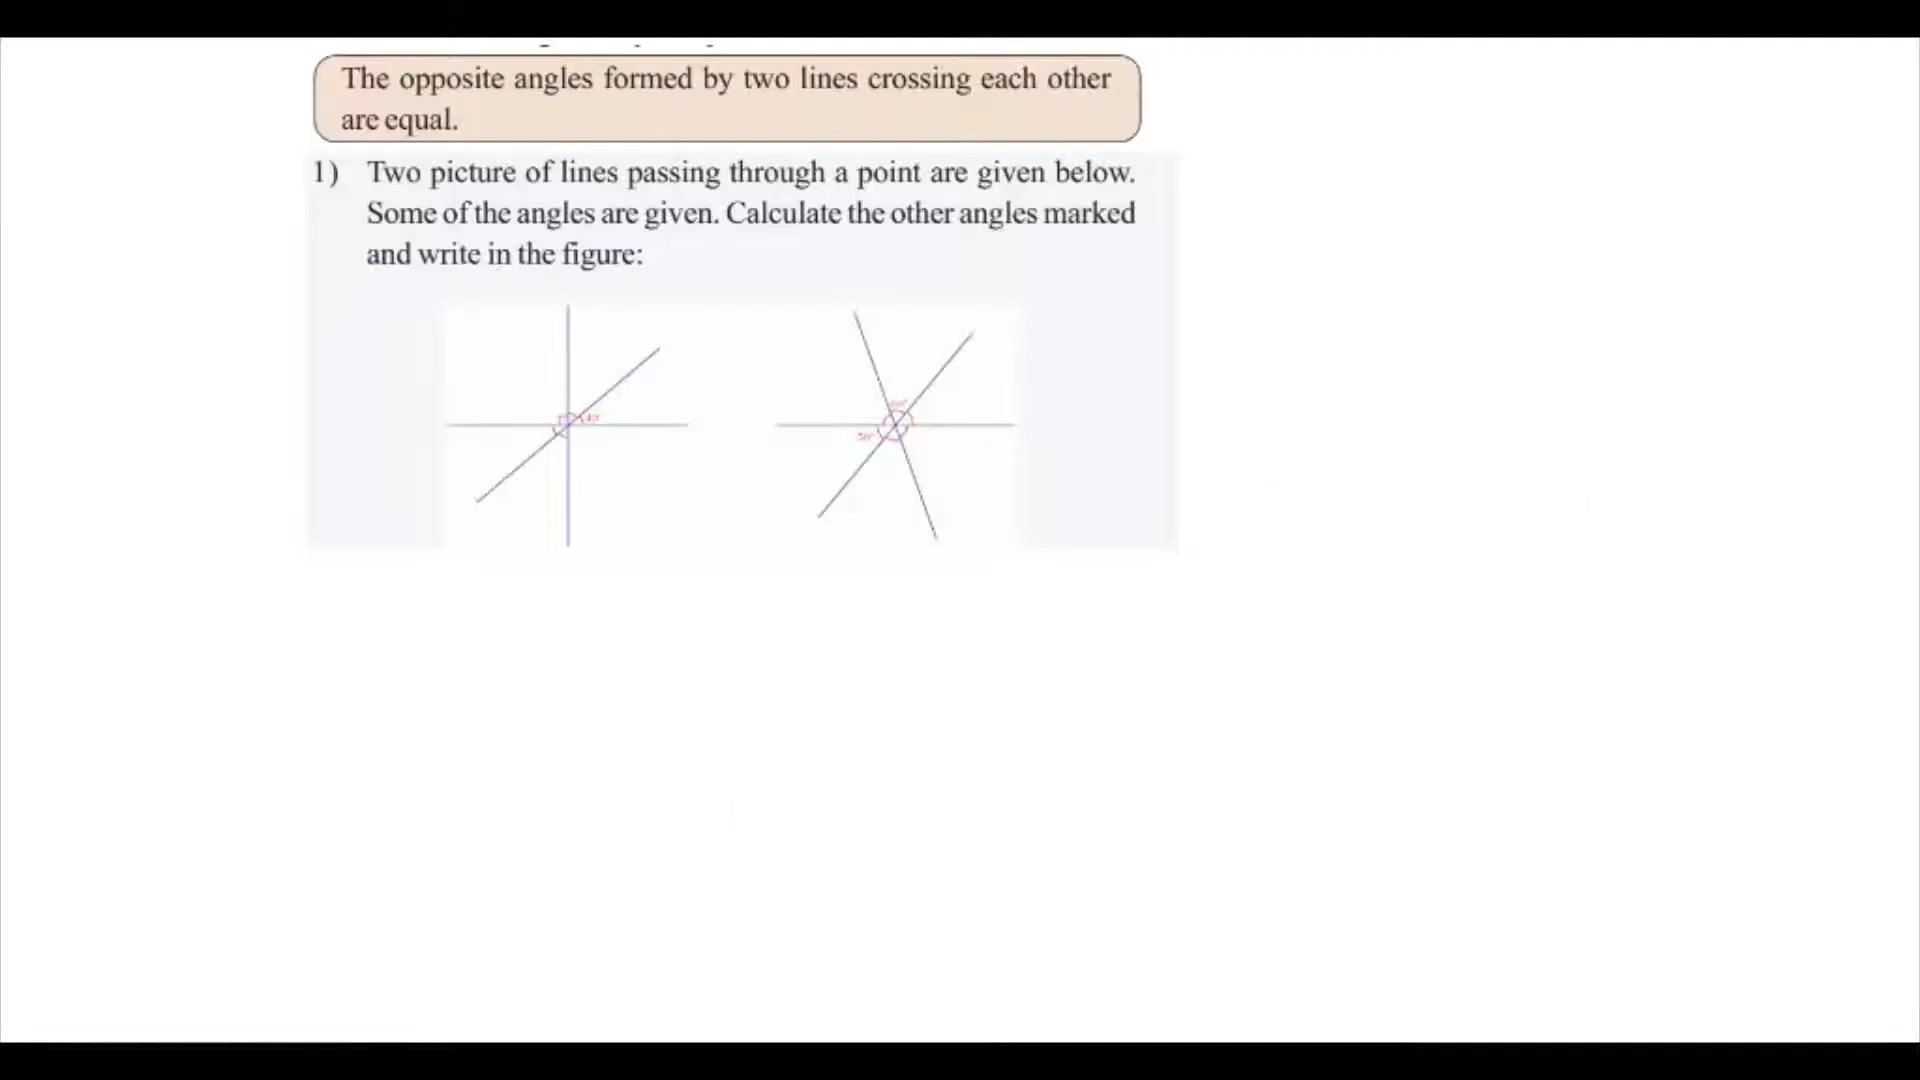 The opposite angles formed by two lines crossing each other
are equal.
1) Two picture of lines passing through a point are given below.
Some of the angles are given. Calculate the other angles marked
and write in the figure:
50°